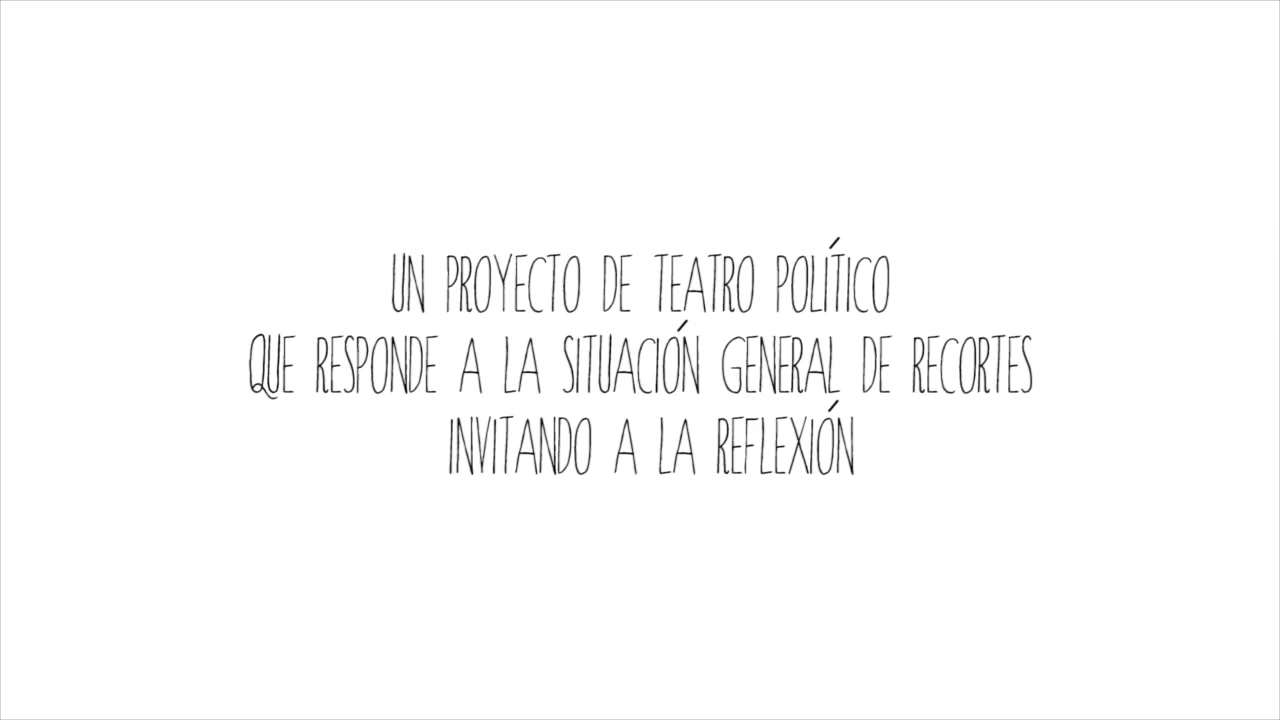 UN PROYECTO DE TEATRO POLÍTICO
QUE RESPONDE A LA SITUACIÓN GENERAL DE RECORTES
INVITANDO A LA REFLEXIÓN